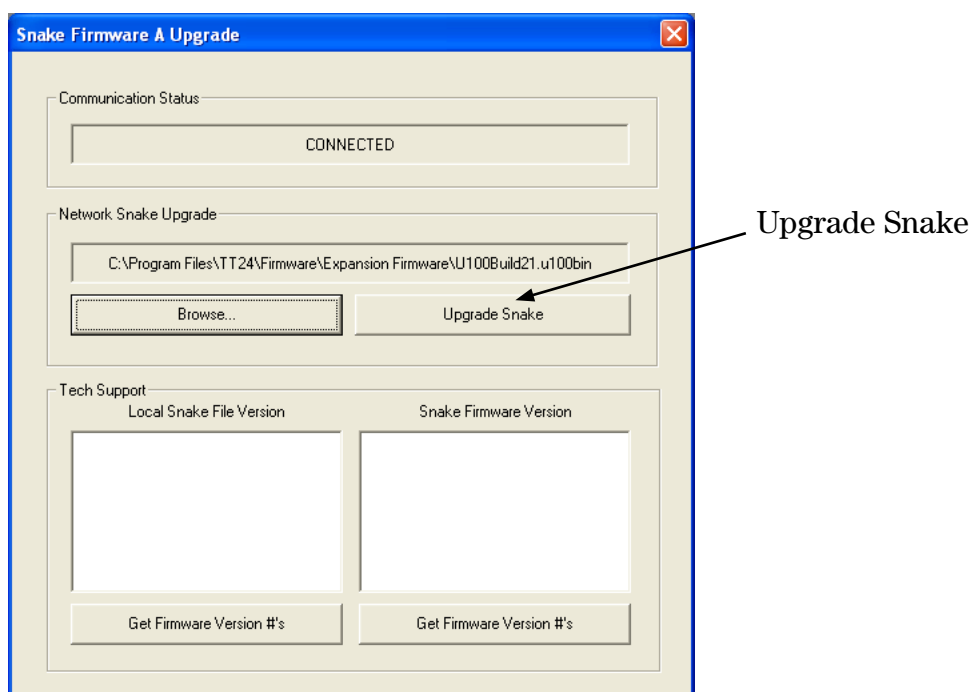 Snake Firmware A Upgrade
Communication Status
CONNECTED
Network Snake Upgrade
C:\Program Files\TT24\Firmware\Expansion Firmware\U100Build21.u100bin
Browse...
Upgrade Snake
Upgrade Snake
Tech Support
Local Snake File Version
Snake Firmware Version
Get Firmware Version #'s
Get Firmware Version #'s